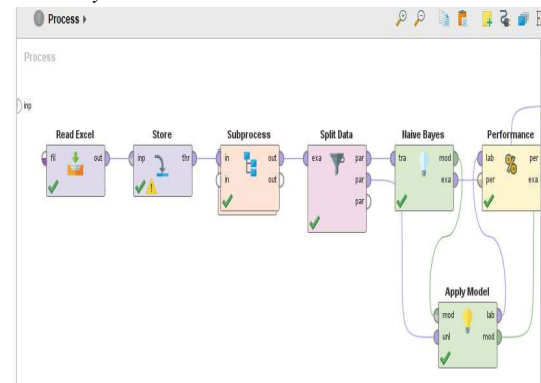 Process
Process
inp
Read Excel
Store
Subprocess
Split Data
Naive Bayes
Performance
fil
out
inp
thr
in
out
in
out
exa
par
par
par
tra
mod
exa
lab
per
per
exa
Apply Model
mod
lab
unl
mod